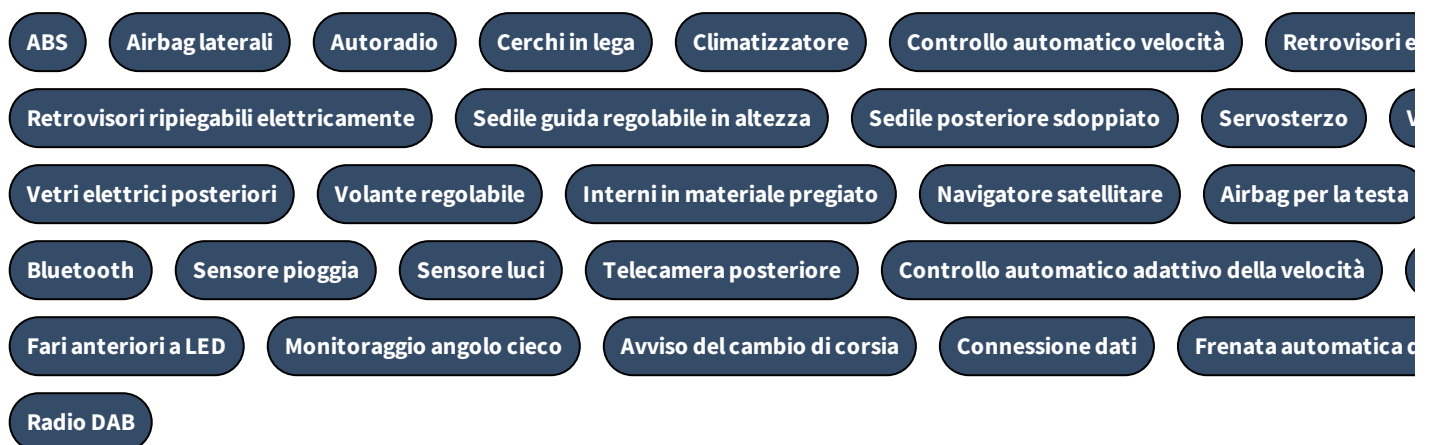 ABS Airbag laterali Autoradio Cerchi in lega Climatizzatore Controllo automatico velocità Retrovisori
Retrovisori ripiegabili elettricamente Sedile guida regolabile in altezza Sedile posteriore sdoppiato Servosterzo
Vetri elettrici posteriori Volante regolabile Interni in materiale pregiato Navigatore satellitare Airbag per la testa
Bluetooth Sensore pioggia Sensore luci Telecamera posteriore Controllo automatico adattivo della velocità
Fari anteriori a LED Monitoraggio angolo cieco Avviso del cambio di corsia Connessione dati Frenata automatica
Radio DAB